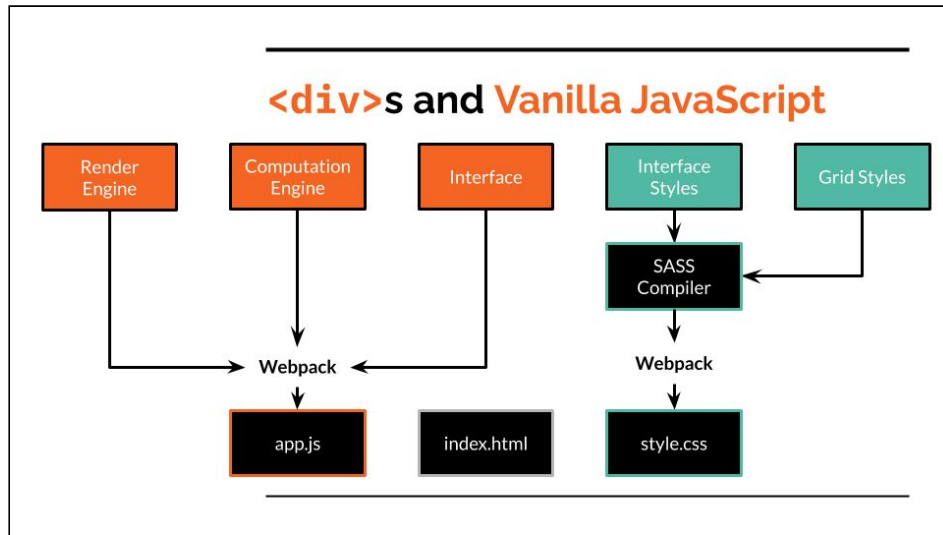 <div>s and Vanilla JavaScript
Render
Engine
Computation
Engine
Interface
Interface
Styles
Grid Styles
SASS
Compiler
Webpack
Webpack
app.js
index.html
style.css